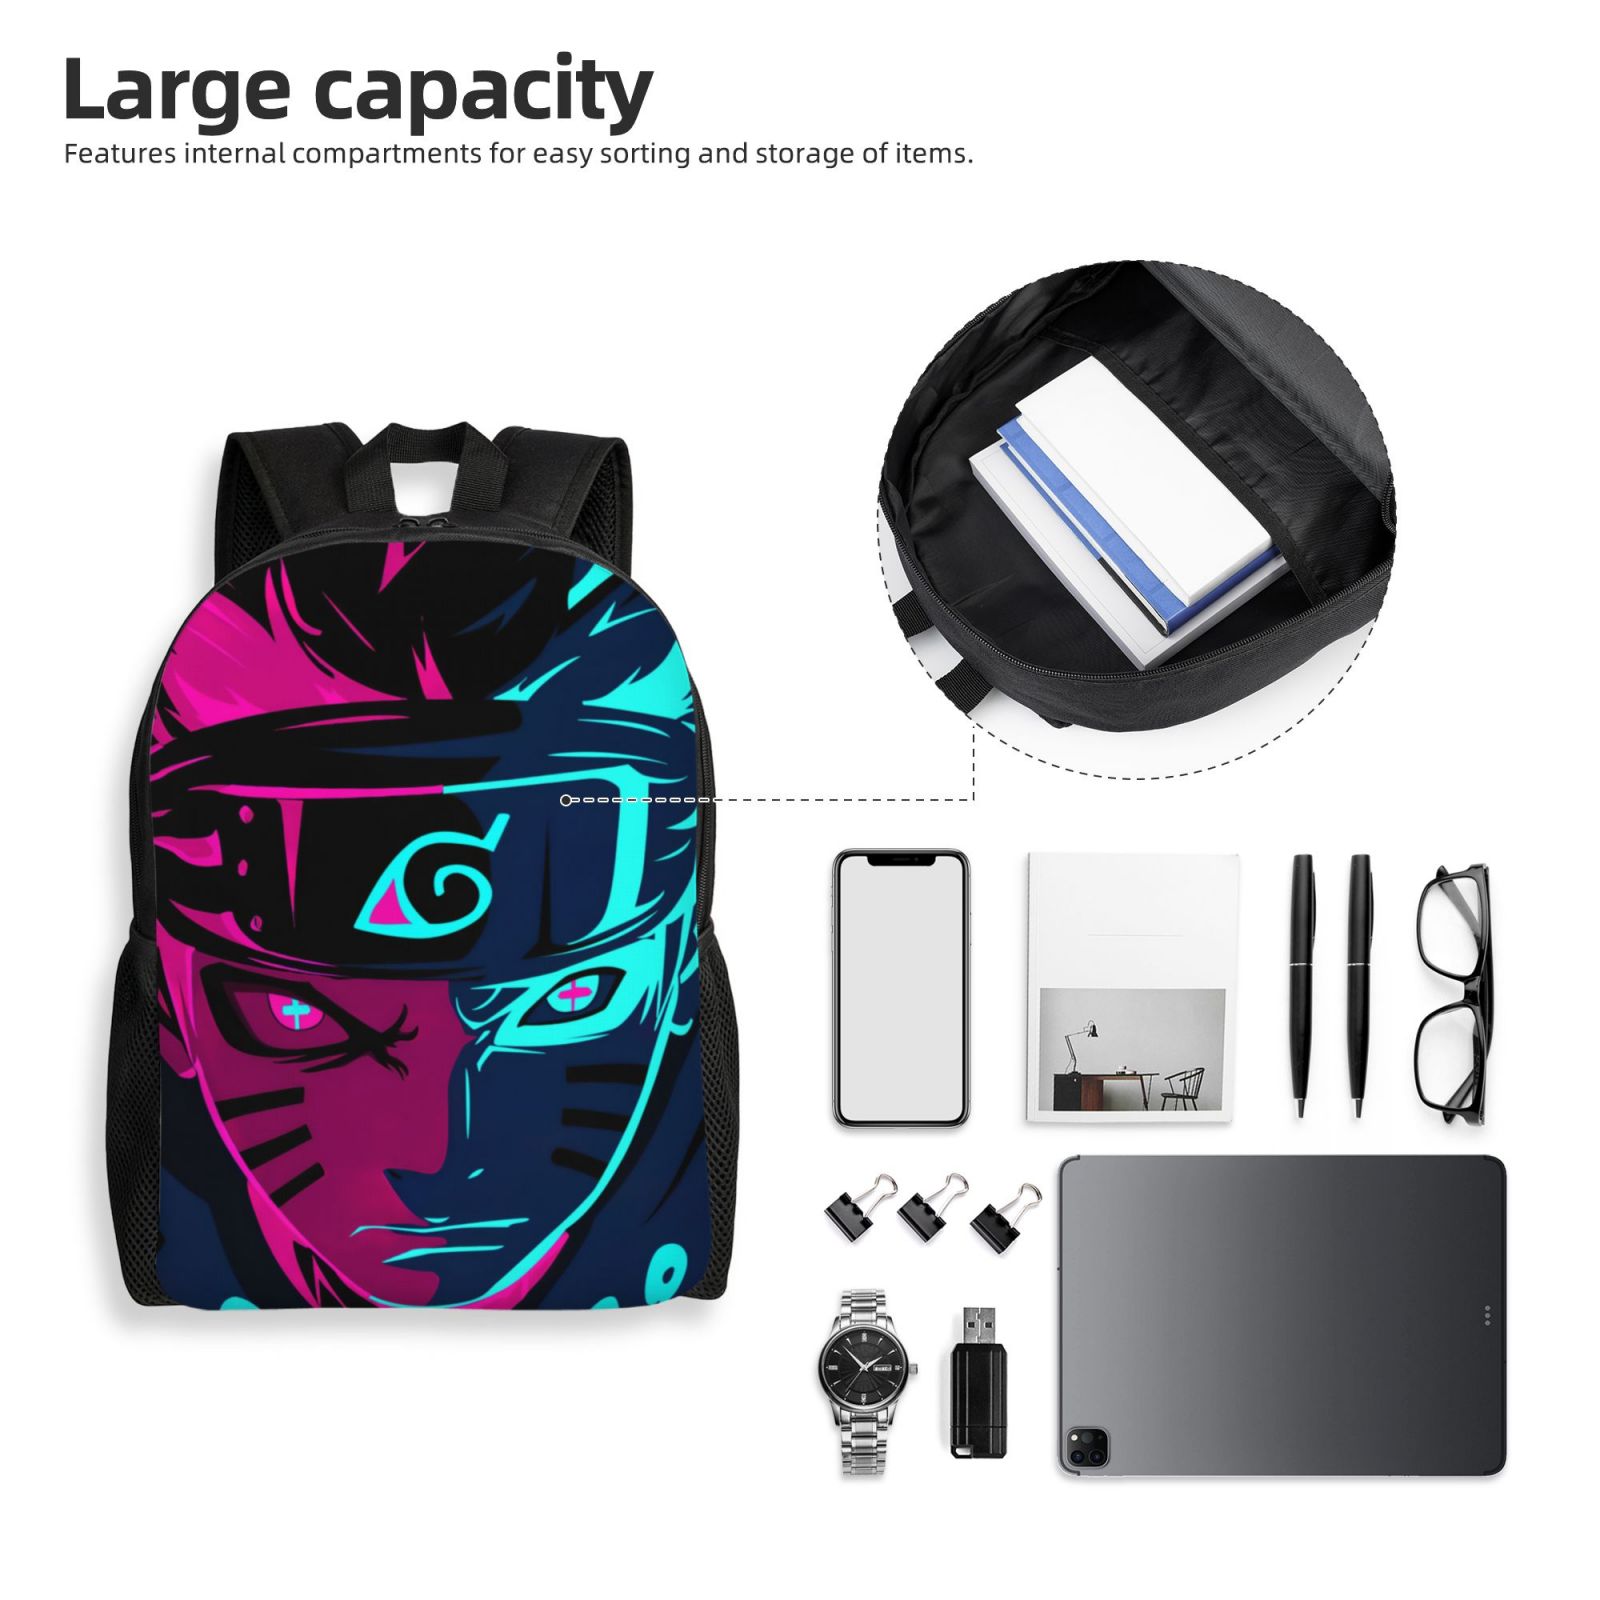 Large capacity
Features internal compartments for easy sorting and storage of items.